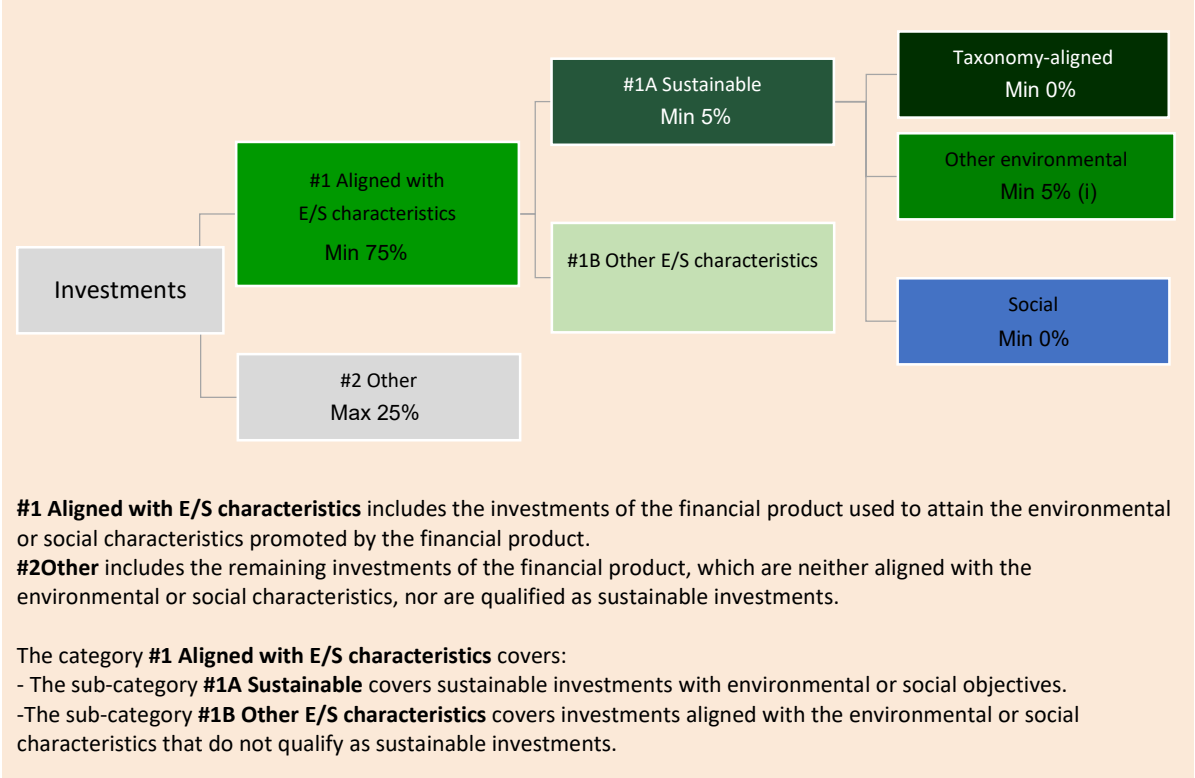 Investments
#1 Aligned with
E/S characteristics
Min 75%
#2 Other
Max 25%
#1A Sustainable
Min 5%
#1B Other E/S characteristics
Taxonomy-aligned
Min 0%
Other environmental
Min 5% (i)
Social
Min 0%
#1 Aligned with E/S characteristics includes the investments of the financial product used to attain the environmental
or social characteristics promoted by the financial product.
#2Other includes the remaining investments of the financial product, which are neither aligned with the
environmental or social characteristics, nor are qualified as sustainable investments.
The category #1 Aligned with E/S characteristics covers:
- The sub-category #1A Sustainable covers sustainable investments with environmental or social objectives.
-The sub-category #1B Other E/S characteristics covers investments aligned with the environmental or social
characteristics that do not qualify as sustainable investments.